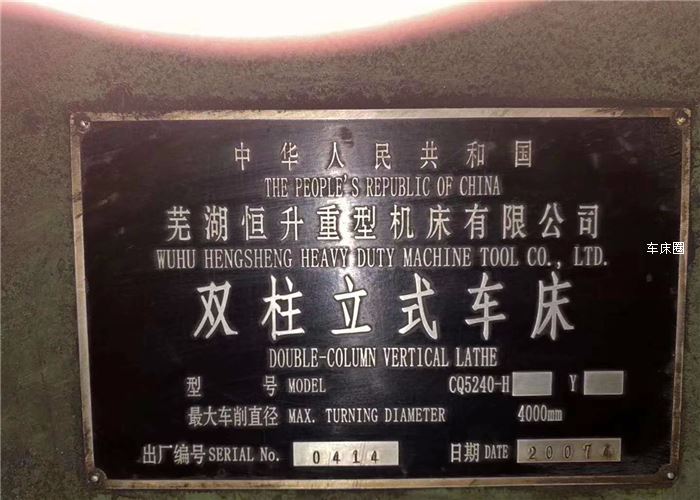 中华人民共和国
THE PEOPLE'S REPUBLIC OF CHINA
芜湖恒升重型机床有限公司
WUHU HENGSHENG HEAVY DUTY MACHINE TOOL CO., LTD.
车床圈
双柱立式车床
DOUBLE-COLUMN VERTICAL LATHE
型号 MODEL CQ5240-H Y
最大车削直径 MAX. TURNING DIAMETER 4000mm
出厂编号 SERIAL No. 0414 日期 DATE